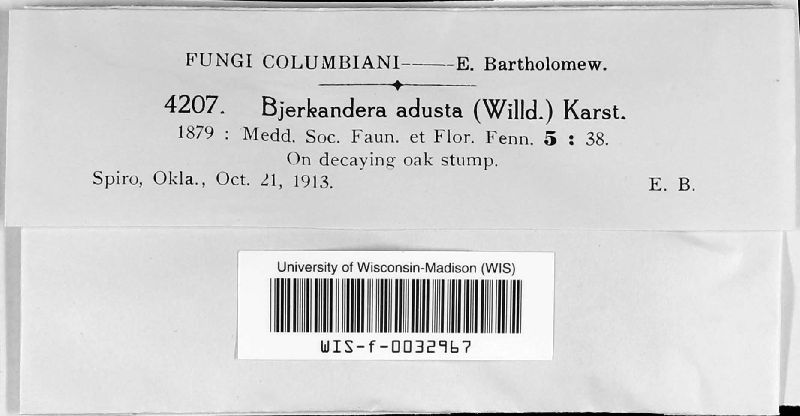 FUNGI COLUMBIANI——E. Bartholomew.
4207. Bjerkandera adusta (Willd.) Karst.
1879 : Medd. Soc. Faun. et Flor. Fenn. 5 : 38.
On decaying oak stump.
Spiro, Okla., Oct. 21, 1913. E. B.
University of Wisconsin-Madison (WIS)
WIS-f-0032967